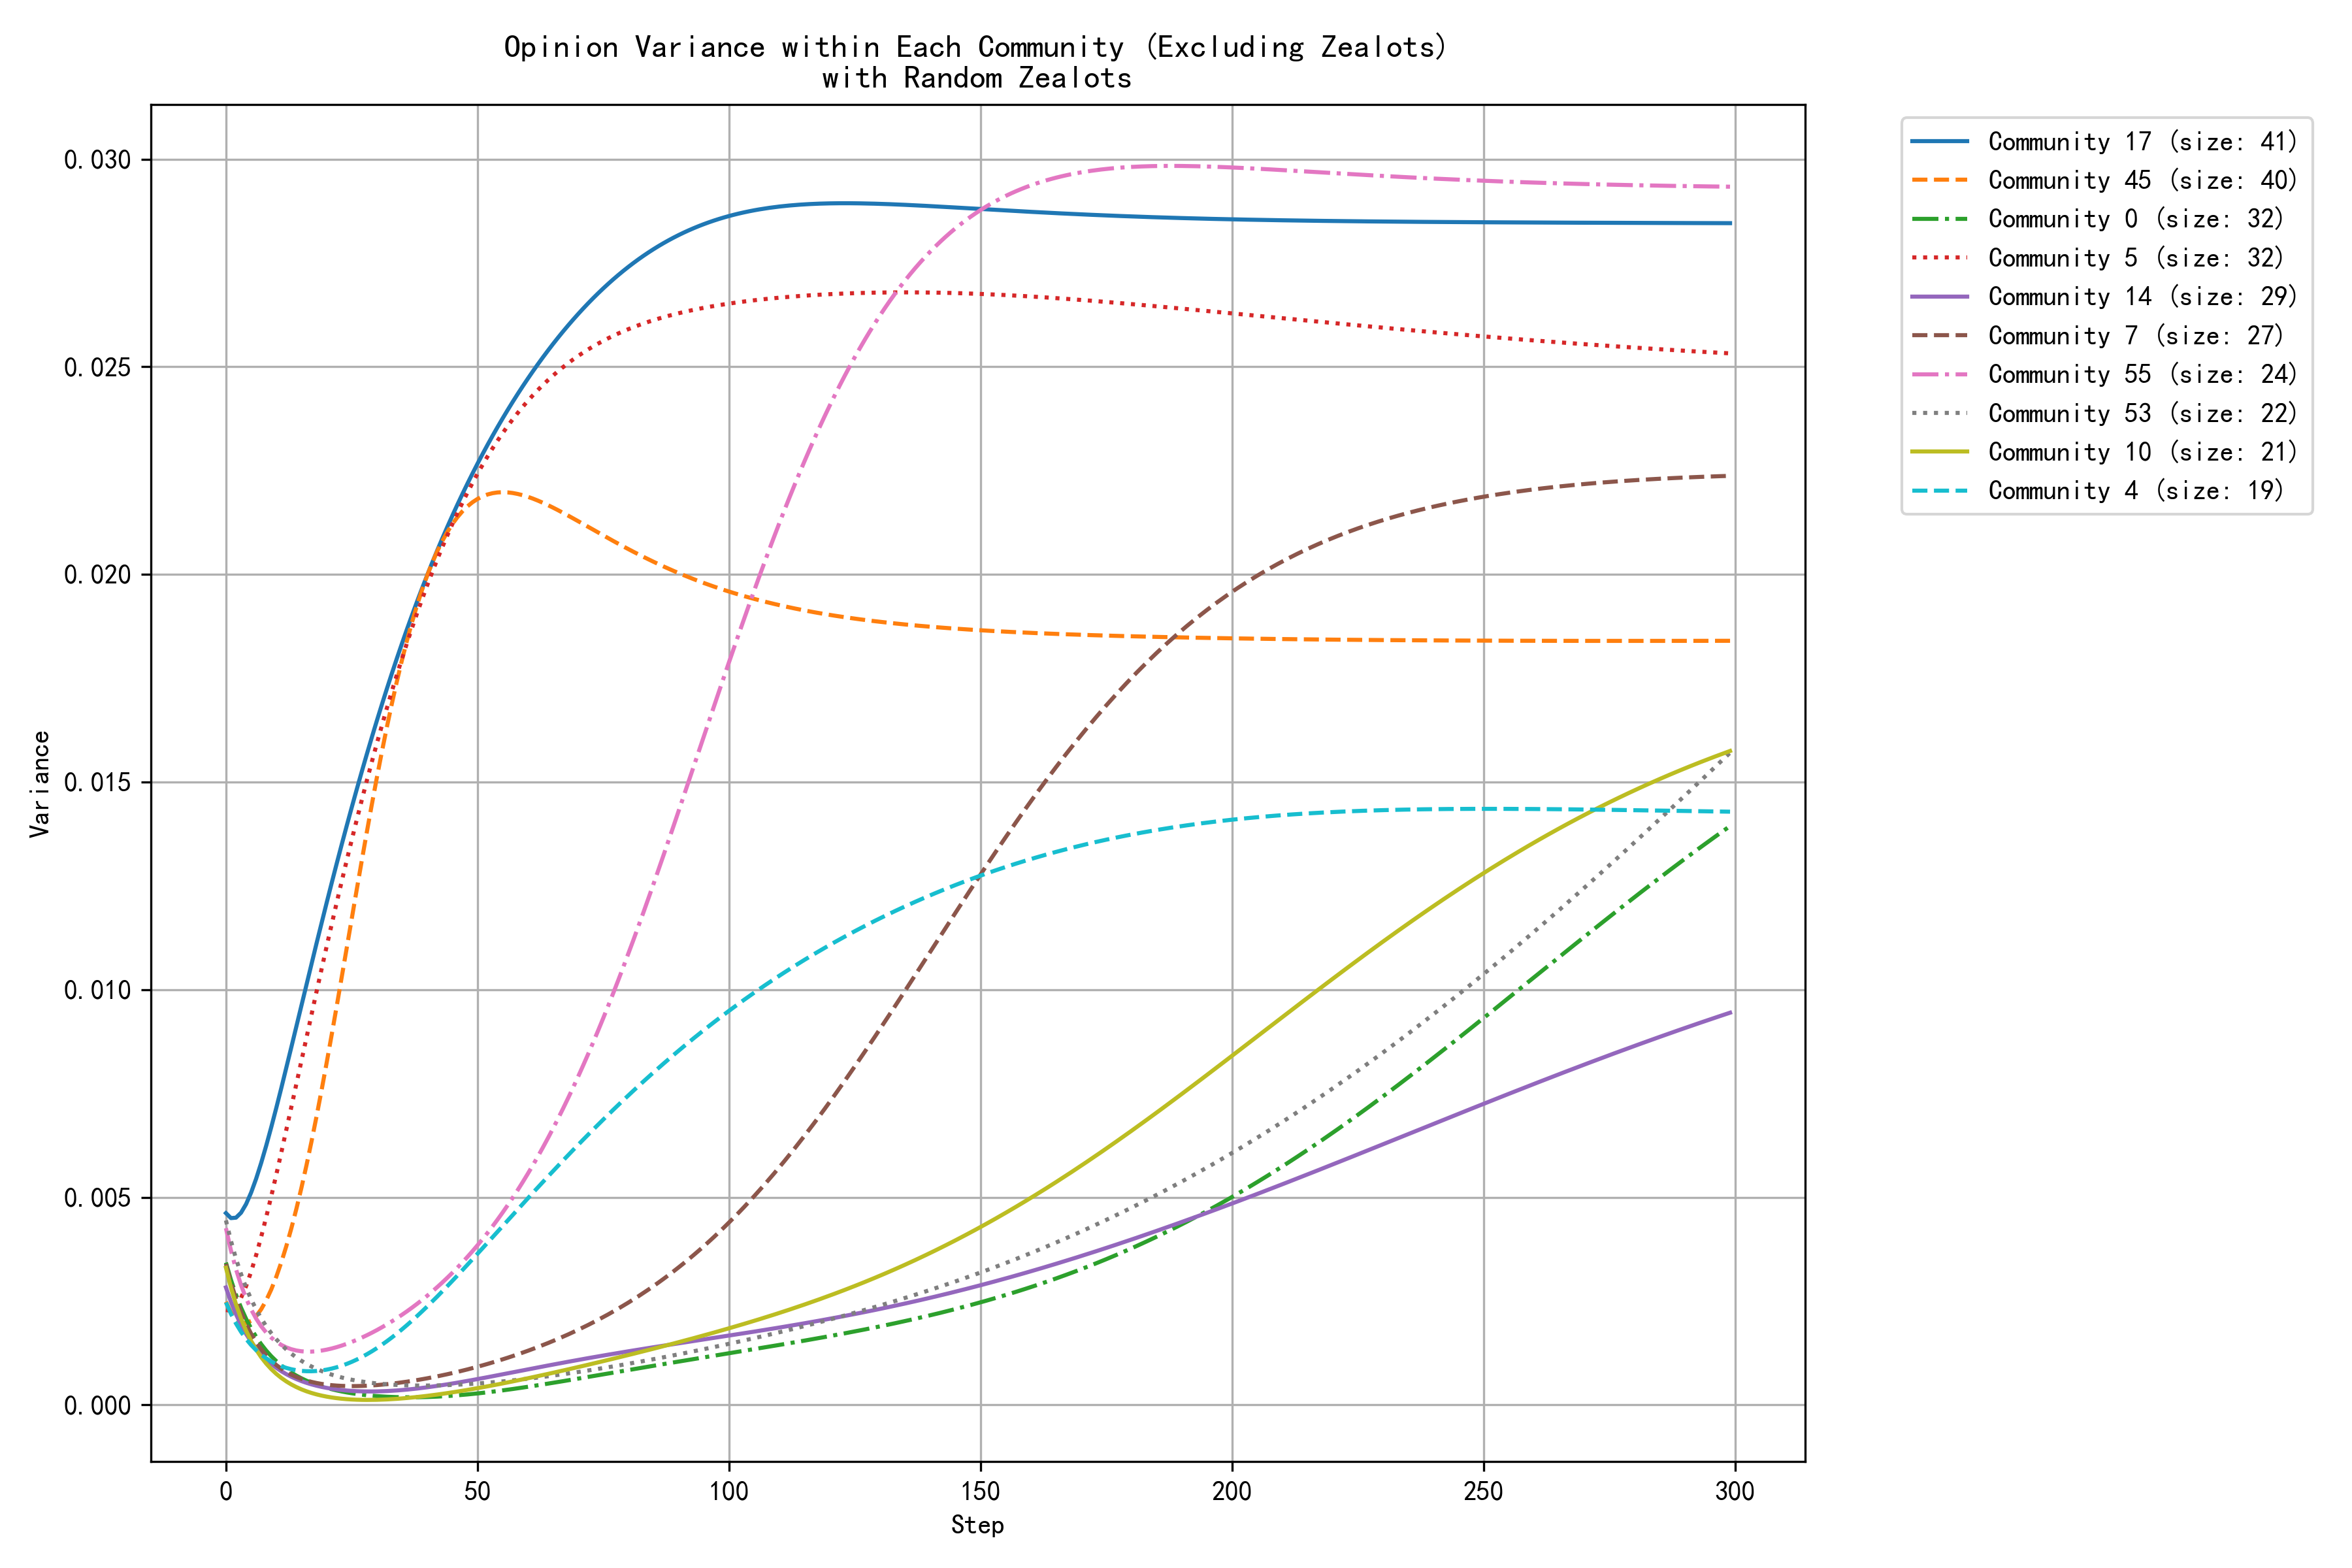 Opinion Variance within Each Community (Excluding Zealots)
with Random Zealots
Variance
0.030
0.025
0.020
0.015
0.010
0.005
0.000
0
50
100
150
200
250
300
Step
Community 17 (size: 41)
Community 45 (size: 40)
Community 0 (size: 32)
Community 5 (size: 32)
Community 14 (size: 29)
Community 7 (size: 27)
Community 55 (size: 24)
Community 53 (size: 22)
Community 10 (size: 21)
Community 4 (size: 19)